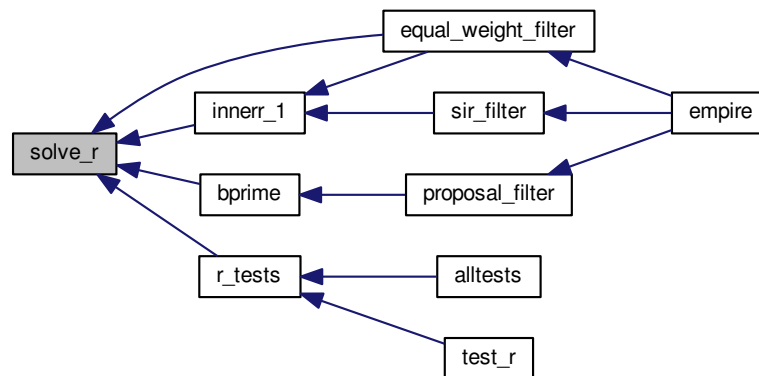 equal_weight_filter
innerr_1
sir_filter
empire
solve_r
bprime
proposal_filter
r_tests
alltests
test_r